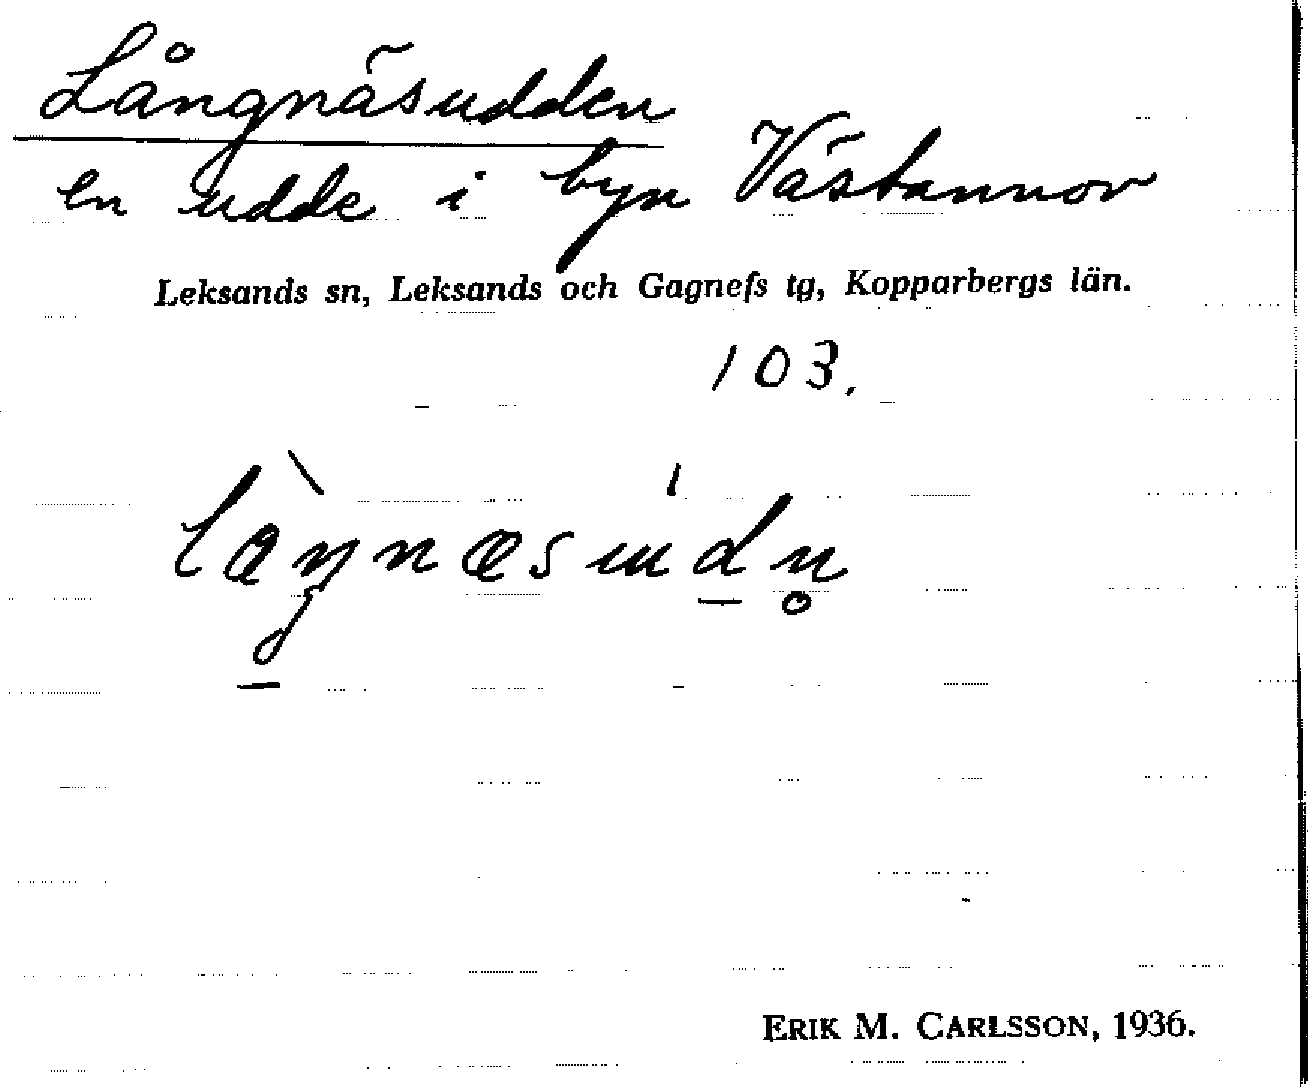 Långnäsudden
en udde i byn Västannor
Leksands sn, Leksands och Gagnefs tg, Kopparbergs län.
103.
ERIK M. CARLSSON, 1936.